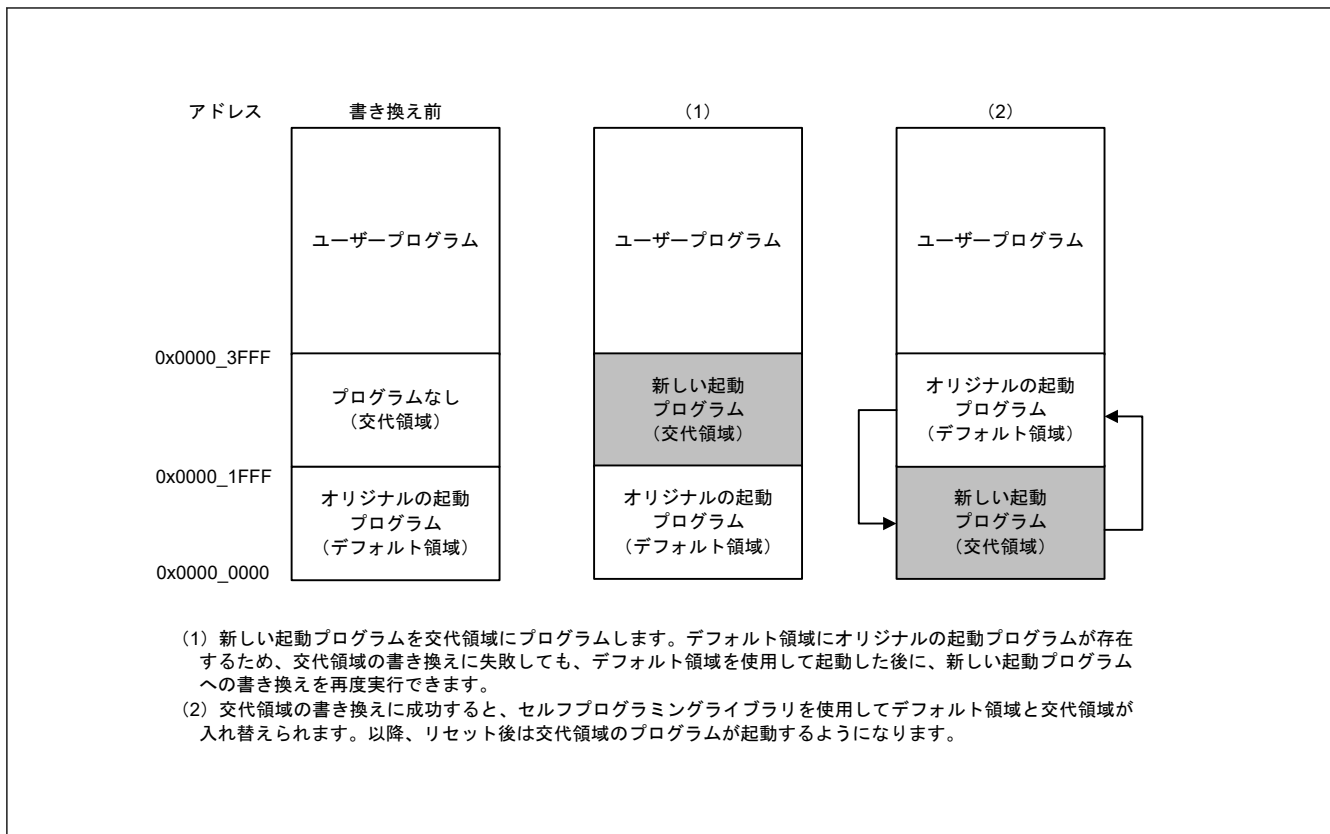 アドレス 書き換え前 (1) (2)
ユーザープログラム ユーザープログラム ユーザープログラム
0x0000_3FFF
プログラムなし
(交代領域)
新しい起動
プログラム
(交代領域)
オリジナルの起動
プログラム
(デフォルト領域)
0x0000_1FFF
オリジナルの起動
プログラム
(デフォルト領域)
オリジナルの起動
プログラム
(デフォルト領域)
新しい起動
プログラム
(交代領域)
0x0000_0000
(1)新しい起動プログラムを交代領域にプログラムします。デフォルト領域にオリジナルの起動プログラムが存在
するため、交代領域の書き換えに失敗しても、デフォルト領域を使用して起動した後に、新しい起動プログラム
への書き換えを再度実行できます。
(2)交代領域の書き換えに成功すると、セルフプログラミングライブラリを使用してデフォルト領域と交代領域が
入れ替えられます。以降、リセット後は交代領域のプログラムが起動するようになります。